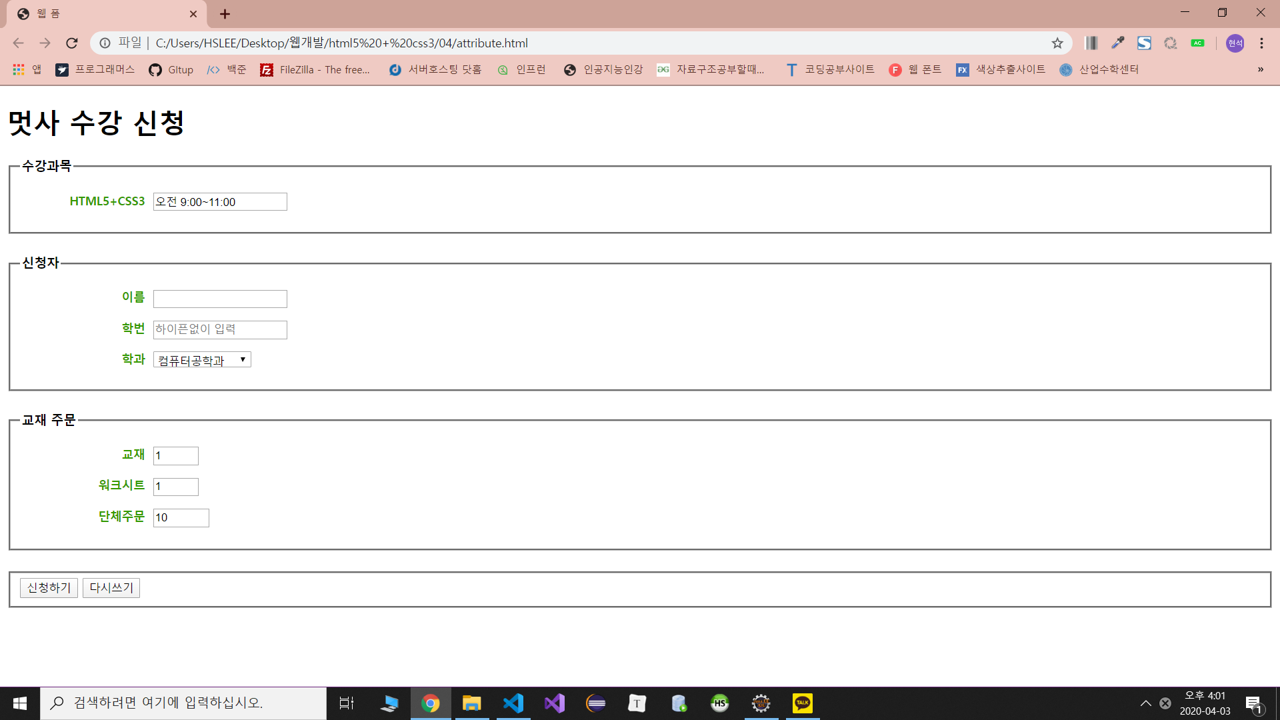 웹 폼
파일 | C:/Users/HSLEE/Desktop/웹개발/html5%20+%20css3/04/attribute.html
AC
현석
앱 프로그래머스 GItup 백준 FileZilla - The free... 서버호스팅 닷홈 인프런 인공지능인강 자료구조공부할때... 코딩공부사이트 웹 폰트 색상추출사이트 산업수학센터 »
멋사 수강 신청
수강과목
HTML5+CSS3 오전 9:00~11:00
신청자
이름
학번 하이픈없이 입력
학과 컴퓨터공학과
교재 주문
교재 1
워크시트 1
단체주문 10
신청하기 다시쓰기
검색하려면 여기에 입력하십시오.
T
HS
TALK
오후 4:01
2020-04-03
1